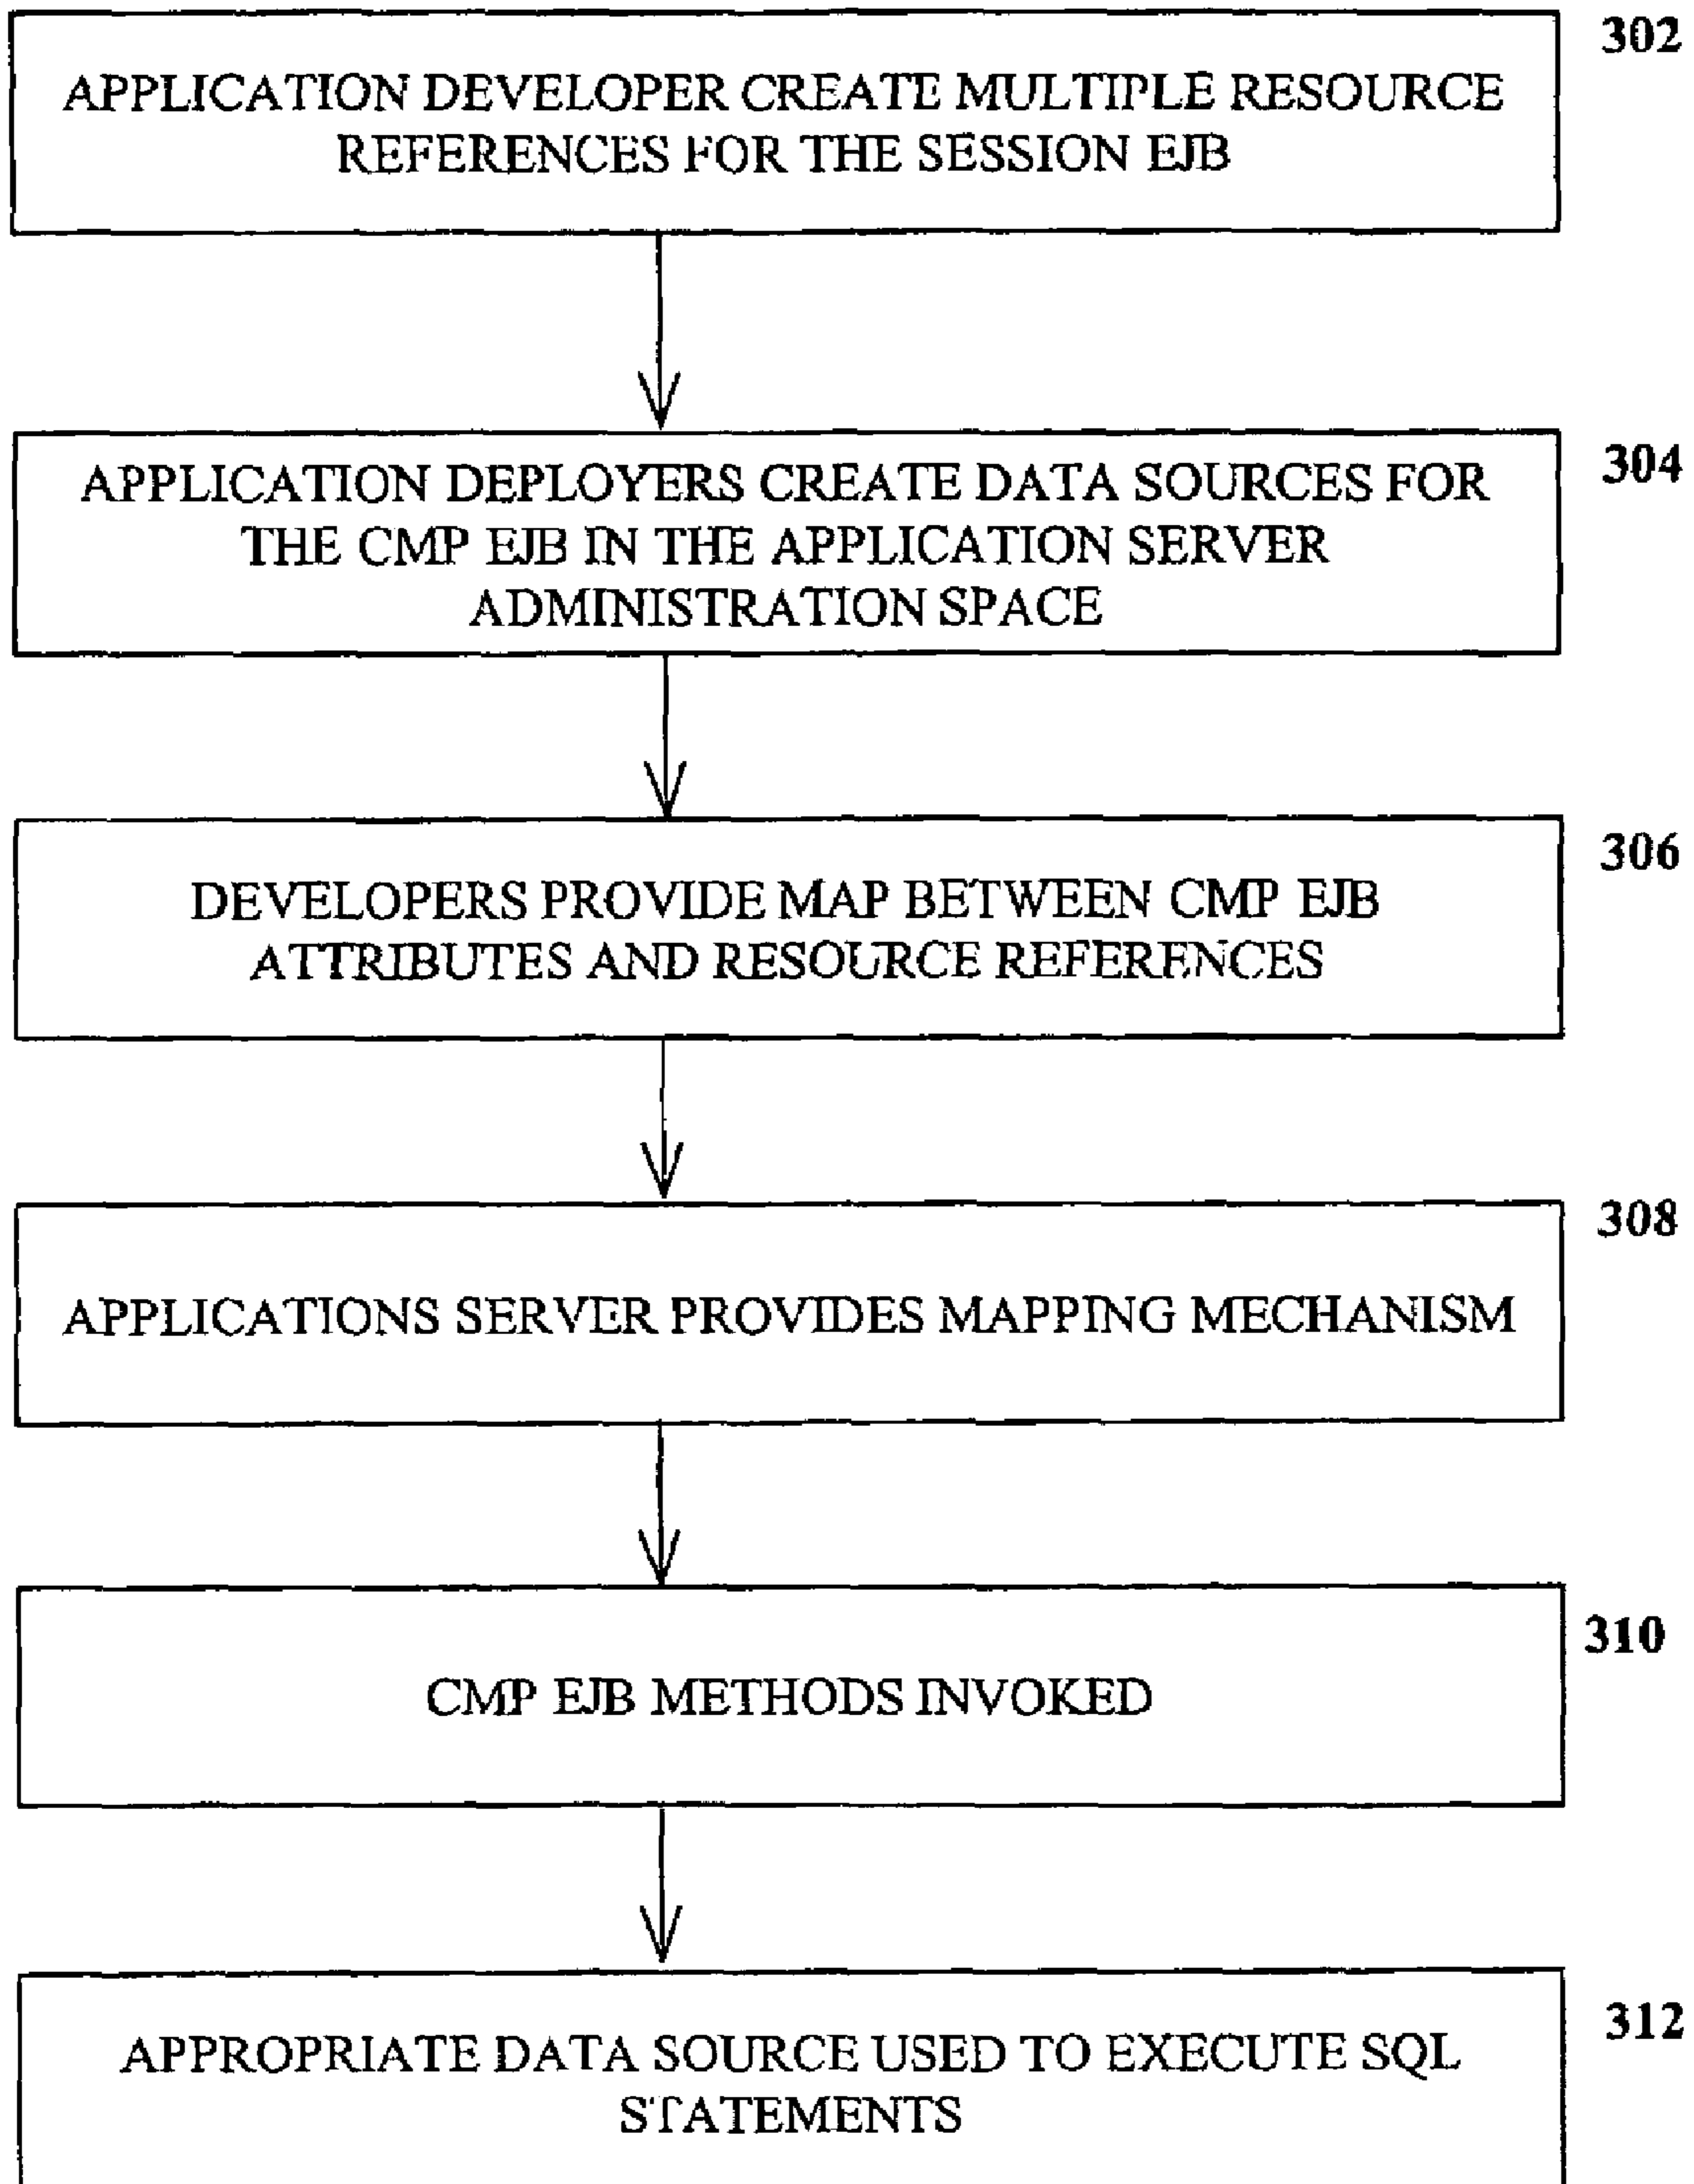 302
APPLICATION DEVELOPER CREATE MULTIPLE RESOURCE
REFERENCES FOR THE SESSION EJB
304
APPLICATION DEPLOYERS CREATE DATA SOURCES FOR
THE CMP EJB IN THE APPLICATION SERVER
ADMINISTRATION SPACE
306
DEVELOPERS PROVIDE MAP BETWEEN CMP EJB
ATTRIBUTES AND RESOURCE REFERENCES
308
APPLICATIONS SERVER PROVIDES MAPPING MECHANISM
310
CMP EJB METHODS INVOKED
312
APPROPRIATE DATA SOURCE USED TO EXECUTE SQL
STATEMENTS